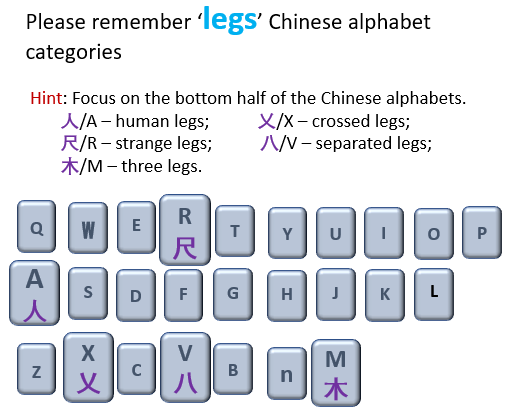 Please remember ‘legs’ Chinese alphabet
categories
Hint: Focus on the bottom half of the Chinese alphabets.
人/A – human legs; 乂/X – crossed legs;
尺/R – strange legs; 八/V – separated legs;
木/M – three legs.
Q W E R T Y U I O P
尺
A S D F G H J K L
人
Z X C V B n M
乂 八 木